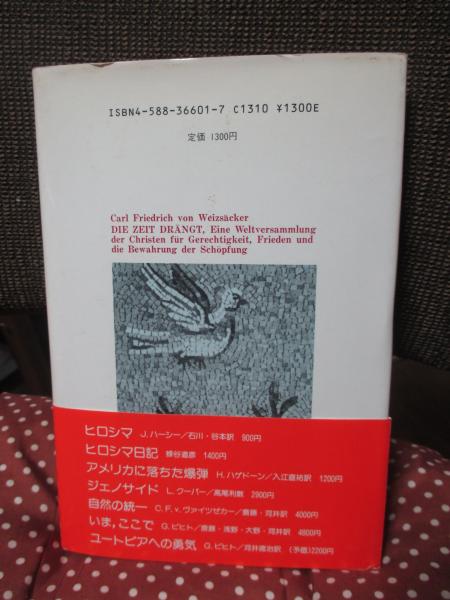 ISBN4-588-36601-7 C1310 ¥1300E
定価 1300円
Carl Friedrich von Weizsäcker
DIE ZEIT DRÄNGT, Eine Weltversammlung
der Christen für Gerechtigkeit, Frieden und
die Bewahrung der Schöpfung
ヒロシマ J.ハーシー/石川・谷本訳 900円
ヒロシマ日記 蜂谷道彦 1400円
アメリカに落ちた爆弾 H.ハゲドーン/入江直祐訳 1200円
ジェノサイド L.クーパー/高尾利数 2900円
自然の統一 C.F.v.ヴァイツゼカー/斎藤・河井訳 4000円
いま,ここで G.ピヒト/斎藤・浅野・大野・河井訳 4800円
ユートピアへの勇気 G.ピヒト/河井徳治訳 (予価)2200円